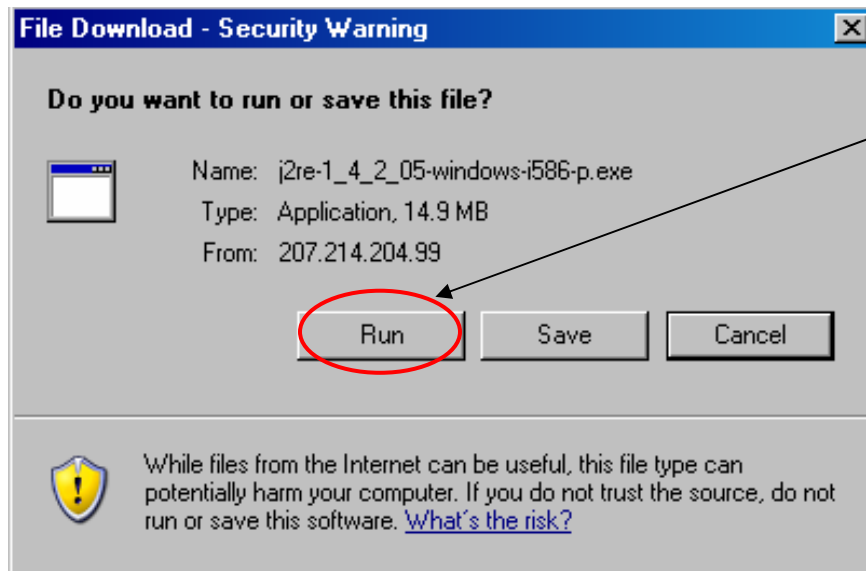 File Download - Security Warning
Do you want to run or save this file?
Name: j2re-1_4_2_05-windows-i586-p.exe
Type: Application, 14.9 MB
From: 207.214.204.99
Run Save Cancel
While files from the Internet can be useful, this file type can
potentially harm your computer. If you do not trust the source, do not
run or save this software. What's the risk?